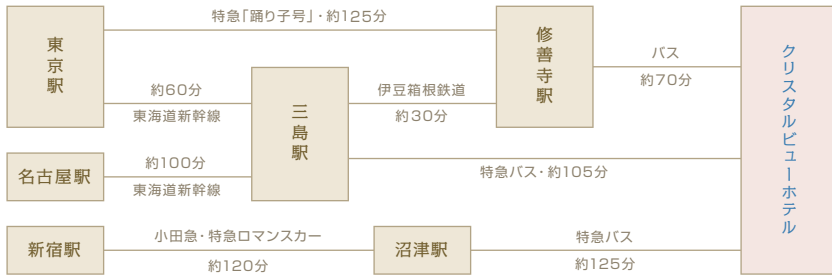 特急「踊り子号」・約125分
東京駅
修善寺駅
クリスタルビューホテル
バス
約70分
約60分
東海道新幹線
三島駅
伊豆箱根鉄道
約30分
名古屋駅
約100分
東海道新幹線
特急バス・約105分
新宿駅
小田急・特急ロマンスカー
約120分
沼津駅
特急バス
約125分